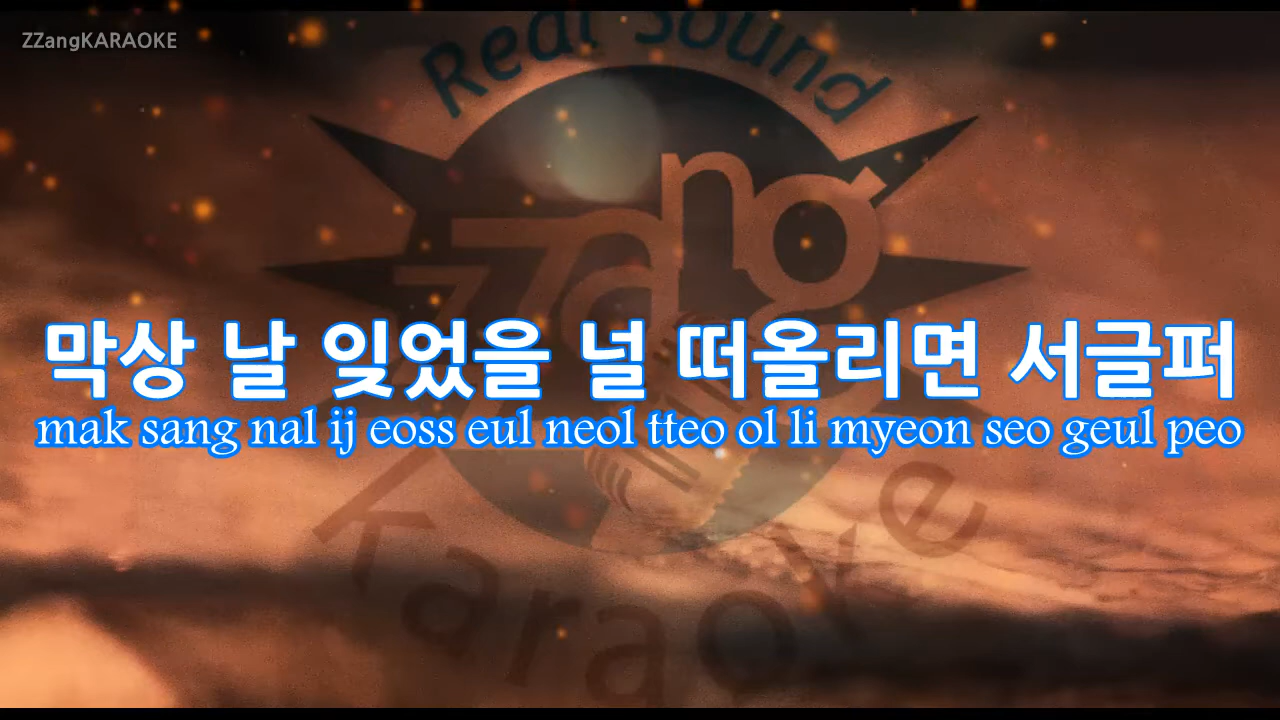 ZZangKARAOKE
Real Sound
ZZang
막상 날 잊었을 널 떠올리면 서글퍼
mak sang nal ij eoss eul neol tteo ol li myeon seo geul peo
Karaoke